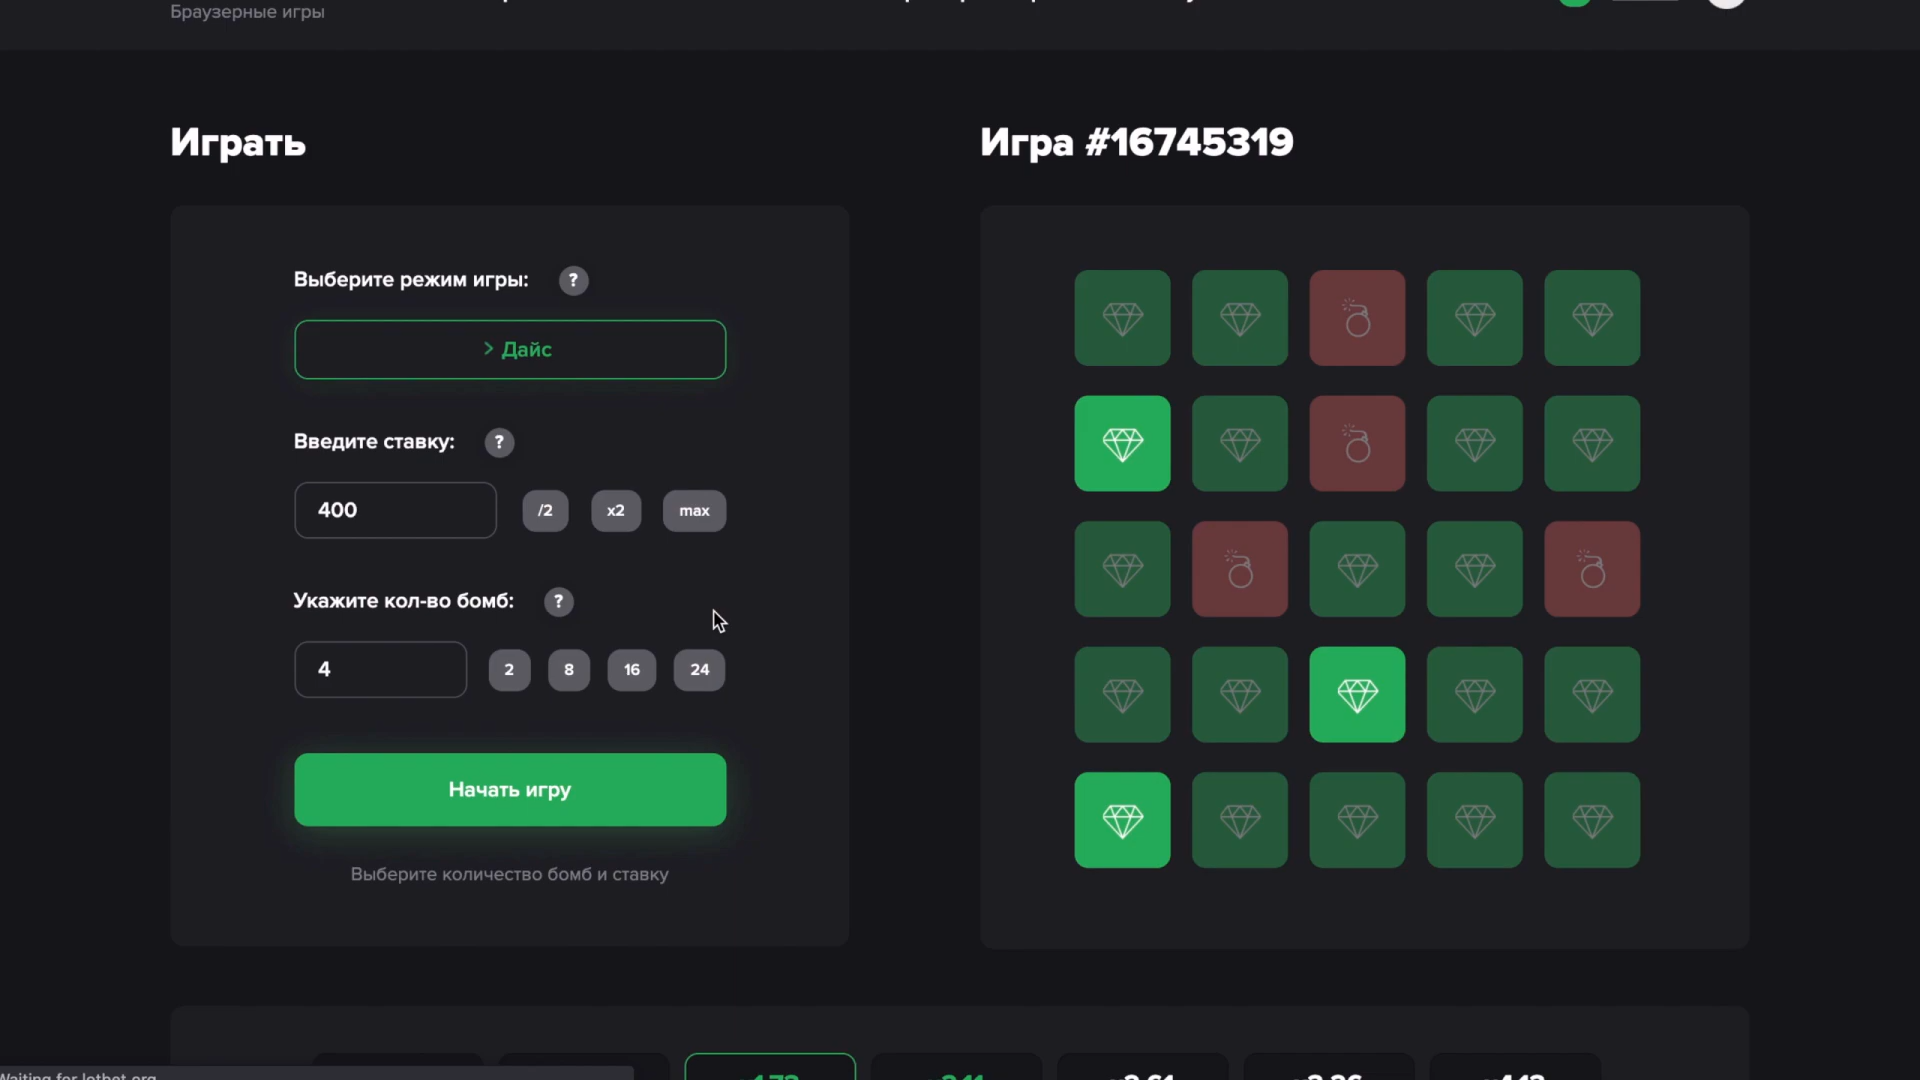 Браузерные игры
Играть
Игра #16745319
Выберите режим игры: ?
> Дайс
Введите ставку: ?
400 /2 x2 max
Укажите кол-во бомб: ?
4 2 8 16 24
Начать игру
Выберите количество бомб и ставку